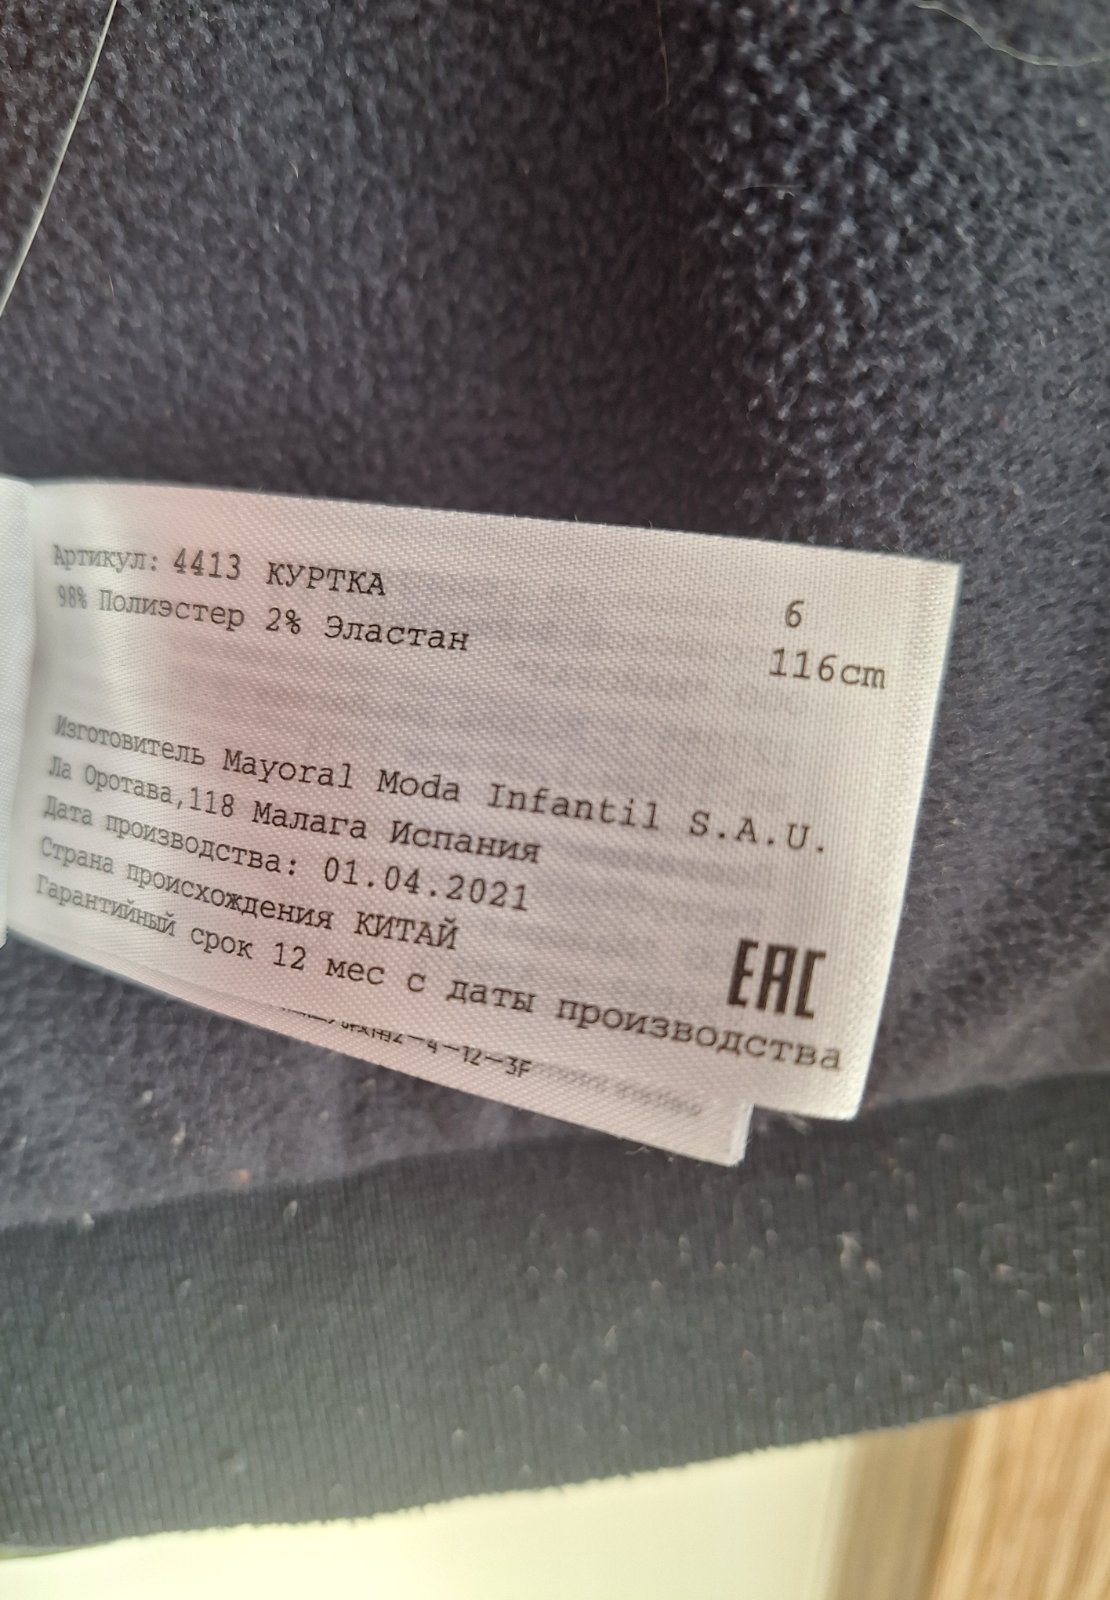 Артикул: 4413 КУРТКА
6
98% Полиэстер 2% Эластан
116cm
Изготовитель Mayoral Moda Infantil S.A.U.
Ла Оротава,118 Малага Испания
Дата производства: 01.04.2021
Страна происхождения КИТАЙ
Гарантийный срок 12 мес с даты производства
EAC